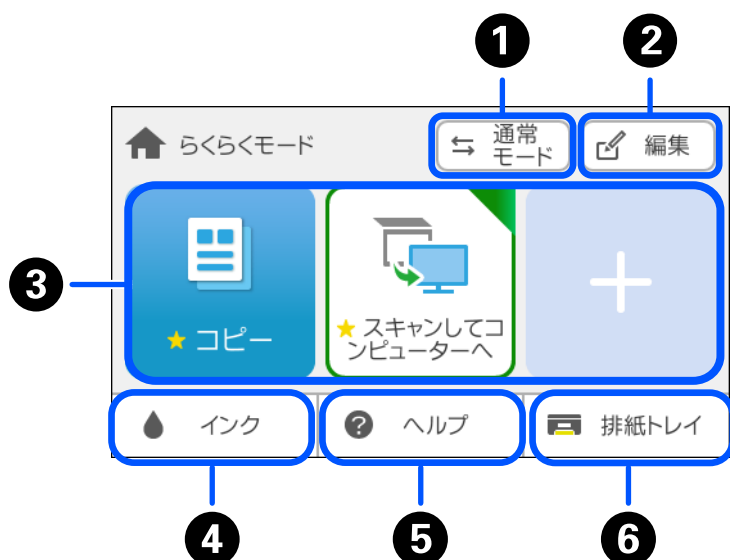 1
2
らくらくモード
通常
モード
編集
3
コピー
スキャンしてコ
ンピューターへ
インク
ヘルプ
排紙トレイ
4
5
6